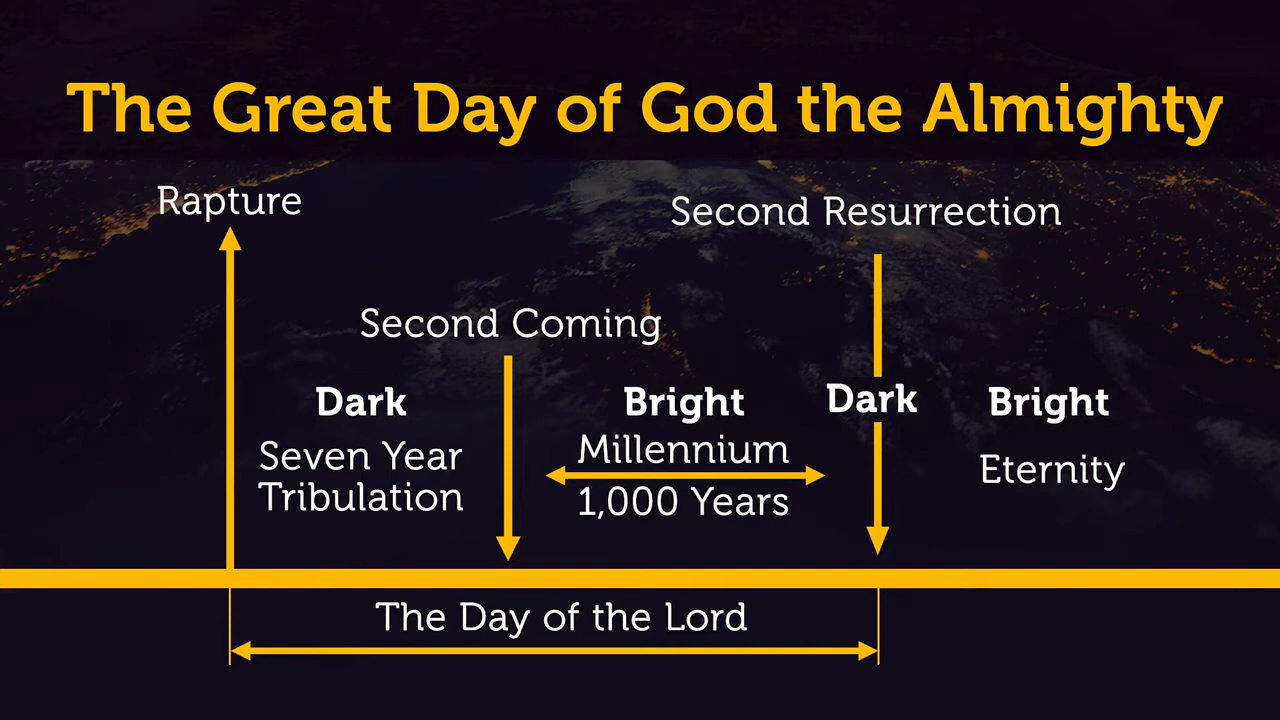 The Great Day of God the Almighty
Rapture
Second Resurrection
Second Coming
Dark
Seven Year
Tribulation
Bright
Millennium
1,000 Years
Dark
Bright
Eternity
The Day of the Lord